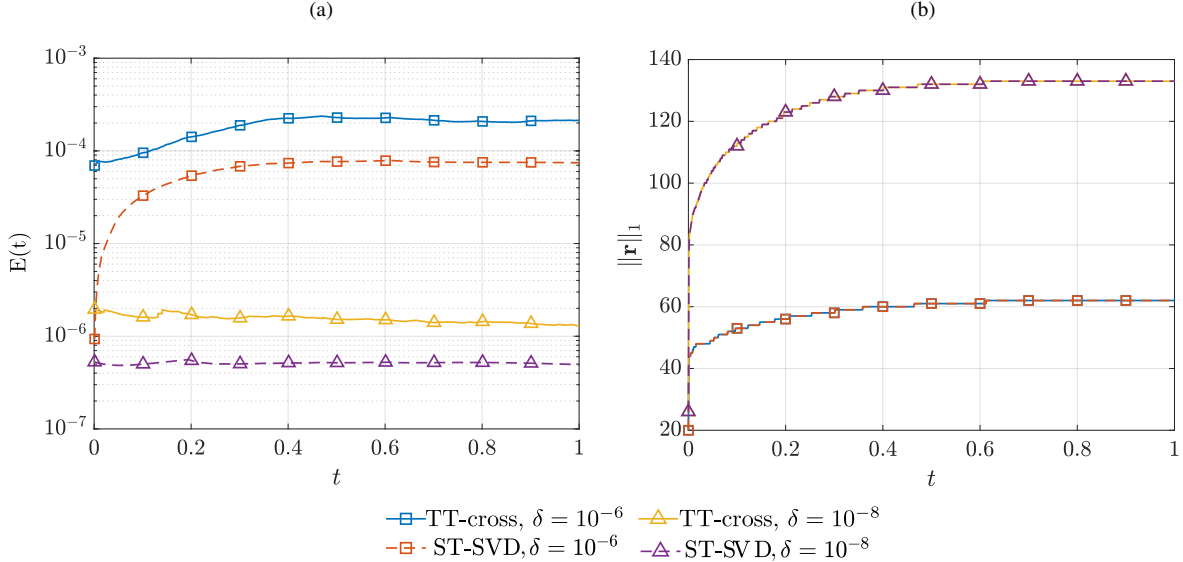 (a)
(b)
10⁻³
10⁻⁴
10⁻⁵
10⁻⁶
10⁻⁷
E(t)
0 0.2 0.4 0.6 0.8 1
t
140
120
100
80
60
40
20
||r||₁
0 0.2 0.4 0.6 0.8 1
t
TT-cross, δ = 10⁻⁶
TT-cross, δ = 10⁻⁸
ST-SVD, δ = 10⁻⁶
ST-SVD, δ = 10⁻⁸